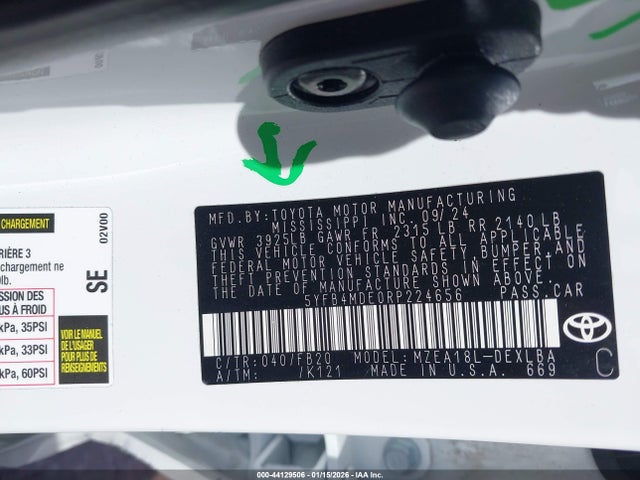 CHARGEMENT
RIÈRE 3
chargement ne
0lb.
SE
02V00
ES
US
À FROID
kPa, 35PSI
kPa, 33PSI
kPa, 60PSI
VOIR LE MANUEL
DE L'USAGER
POUR PLUS DE
RENSEIGNEMENTS
MFD.BY:TOYOTA MOTOR MANUFACTURING
MISSISSIPPI INC. 09/24
GVWR 3925LB GAWR FR 2315 LB RR 2140 LB
THIS VEHICLE CONFORMS TO ALL APPLICABLE
FEDERAL MOTOR VEHICLE SAFETY, BUMPER AND
THEFT PREVENTION STANDARDS IN EFFECT ON
THE DATE OF MANUFACTURE SHOWN ABOVE.
5YFB4MDE0RP224656 PASS.CAR
C/TR:040/FB20 MODEL: MZEA18L-DEXLBA
A/TM: /K121 MADE IN U.S.A. 669
C
000-44129506 - 01/15/2026 - IAA Inc.